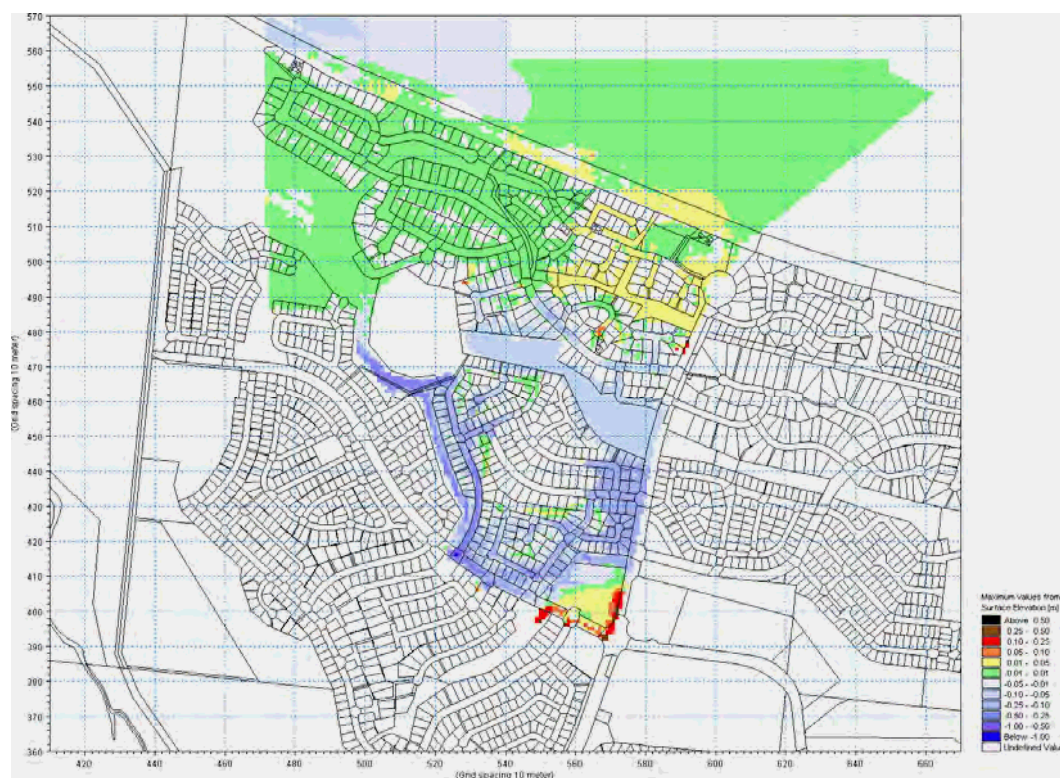 570
560
550
540
530
520
510
500
490
480
470
460
450
440
430
420
410
400
390
380
370
360
(Grid spacing 10 meter)
420 440 460 480 500 520 540 560 580 600 620 640 660
(Grid spacing 10 meter)
Maximum Values from
Surface Elevation [m]
Above 0.50
0.25 - 0.50
0.10 - 0.25
0.05 - 0.10
0.01 - 0.05
-0.01 - 0.01
-0.05 - -0.01
-0.10 - -0.05
-0.25 - -0.10
-0.50 - -0.25
-1.00 - -0.50
Below -1.00
Undefined Value